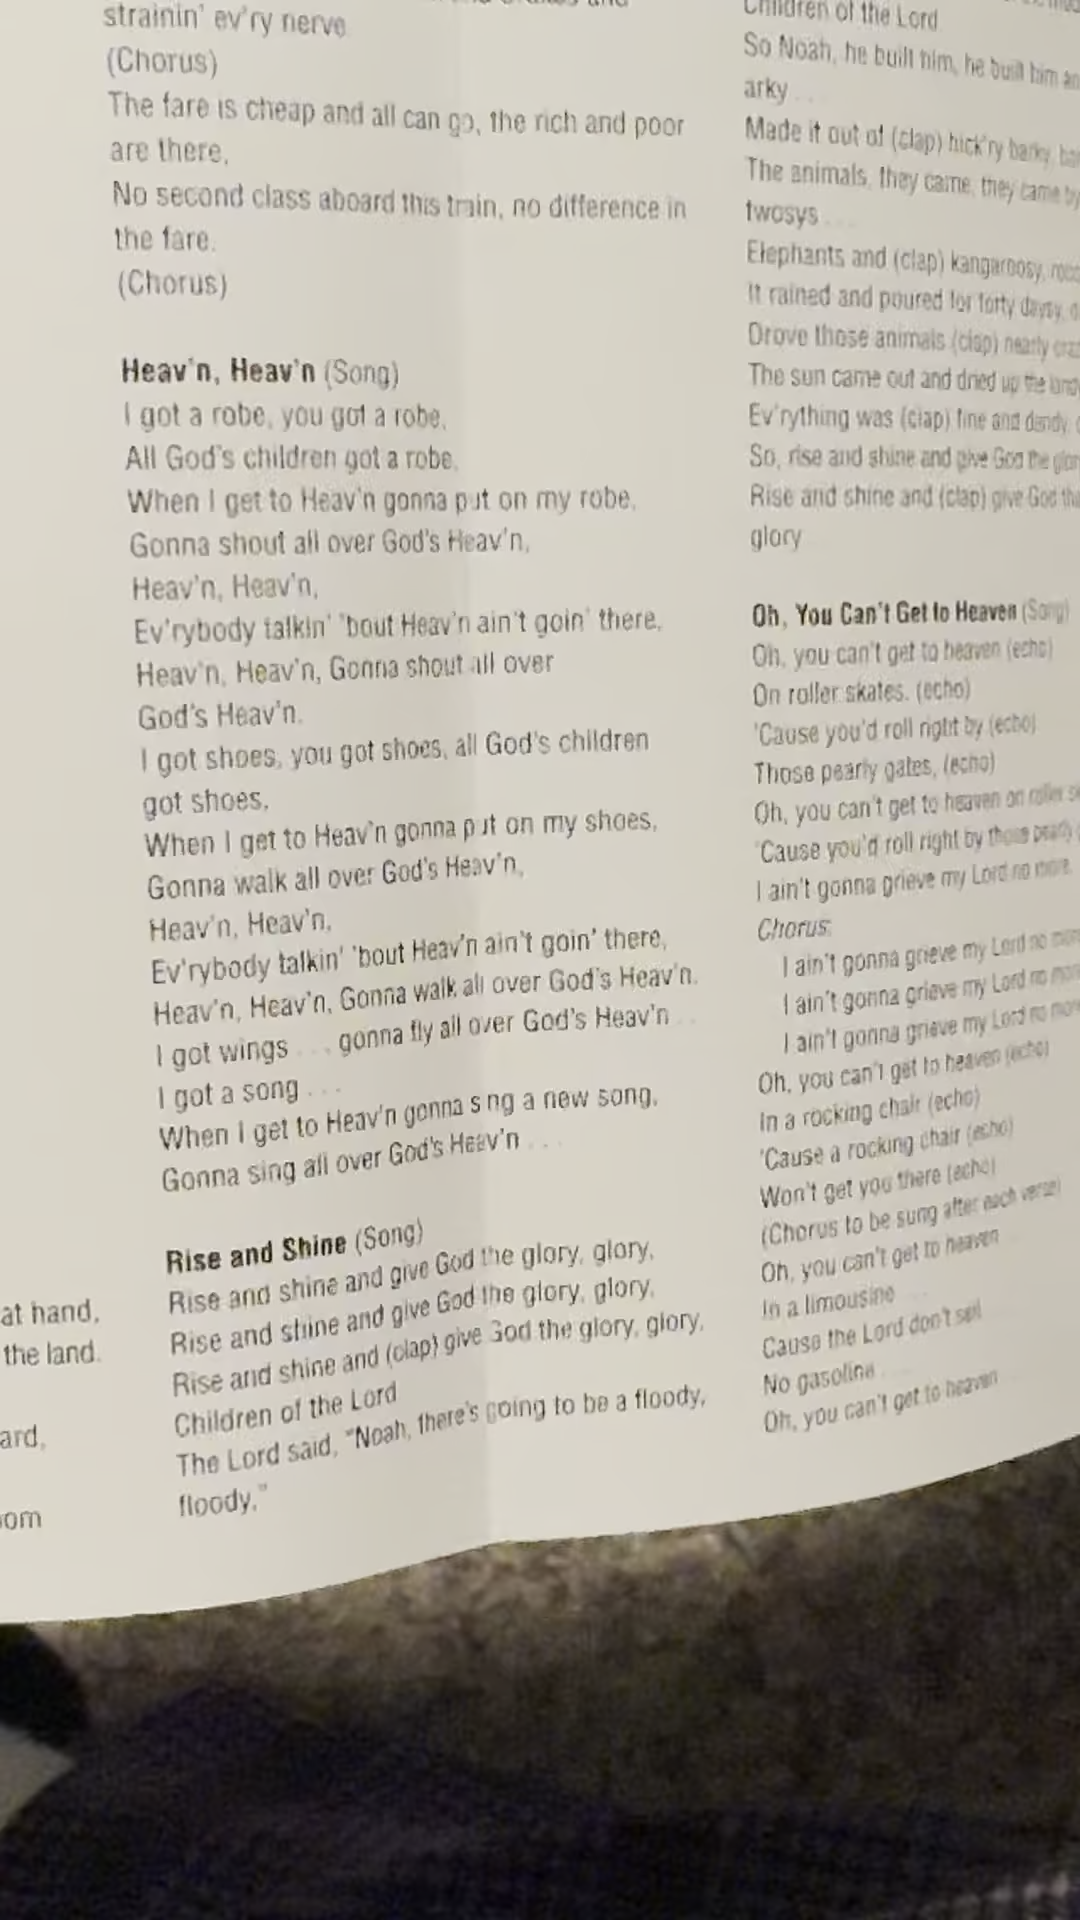 strainin' ev'ry nerve
(Chorus)
The fare is cheap and all can go, the rich and poor
are there,
No second class aboard this train, no difference in
the fare.
(Chorus)
Heav'n, Heav'n (Song)
I got a robe, you got a robe,
All God's children got a robe,
When I get to Heav'n gonna put on my robe,
Gonna shout all over God's Heav'n,
Heav'n, Heav'n,
Ev'rybody talkin' 'bout Heav'n ain't goin' there,
Heav'n, Heav'n, Gonna shout all over
God's Heav'n.
I got shoes, you got shoes, all God's children
got shoes,
When I get to Heav'n gonna put on my shoes,
Gonna walk all over God's Heav'n,
Heav'n, Heav'n,
Ev'rybody talkin' 'bout Heav'n ain't goin' there,
Heav'n, Heav'n, Gonna walk all over God's Heav'n.
I got wings . . . gonna fly all over God's Heav'n . .
I got a song . . .
When I get to Heav'n gonna sing a new song,
Gonna sing all over God's Heav'n . . .
Rise and Shine (Song)
Rise and shine and give God the glory, glory,
Rise and shine and give God the glory, glory,
Rise and shine and (clap) give God the glory, glory,
Children of the Lord
The Lord said, "Noah, there's going to be a floody,
floody,"
at hand,
the land.
ard,
oom
Children of the Lord
So Noah, he built him, he built him an
arky . . .
Made it out of (clap) hick'ry barky,
The animals, they came, they came by
twosys . . .
Elephants and (clap) kangaroosy,
It rained and poured for forty daysy,
Drove those animals (clap) nearly
The sun came out and dried up the
Ev'rything was (clap) fine and dandy,
So, rise and shine and give God the
Rise and shine and (clap) give God the
glory
Oh, You Can't Get to Heaven (Song)
Oh, you can't get to heaven (echo)
On roller skates. (echo)
'Cause you'd roll right by (echo)
Those pearly gates, (echo)
Oh, you can't get to heaven on roller
'Cause you'd roll right by those pearly
I ain't gonna grieve my Lord no more.
Chorus:
I ain't gonna grieve my Lord no more
I ain't gonna grieve my Lord no more
I ain't gonna grieve my Lord no more
Oh, you can't get to heaven (echo)
In a rocking chair (echo)
'Cause a rocking chair (echo)
Won't get you there (echo)
(Chorus to be sung after each verse)
Oh, you can't get to heaven . . .
In a limousine . . .
Cause the Lord don't sell . . .
No gasoline . . .
Oh, you can't get to heaven . . .